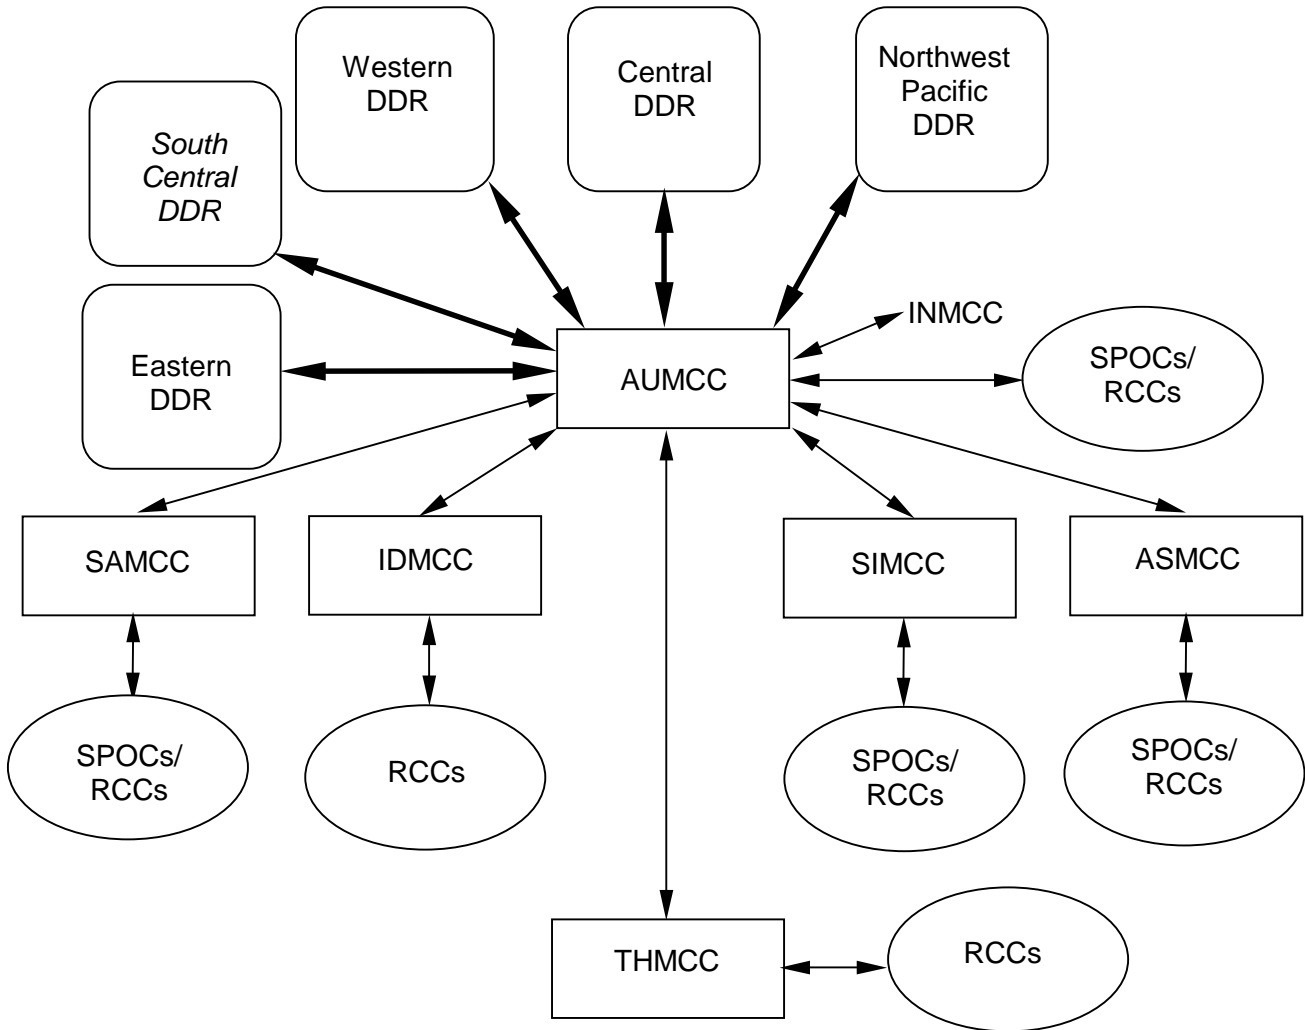 Western
DDR
Central
DDR
Northwest
Pacific
DDR
South
Central
DDR
INMCC
Eastern
DDR
AUMCC
SPOCs/
RCCs
SAMCC
IDMCC
SIMCC
ASMCC
SPOCs/
RCCs
RCCs
SPOCs/
RCCs
SPOCs/
RCCs
THMCC
RCCs